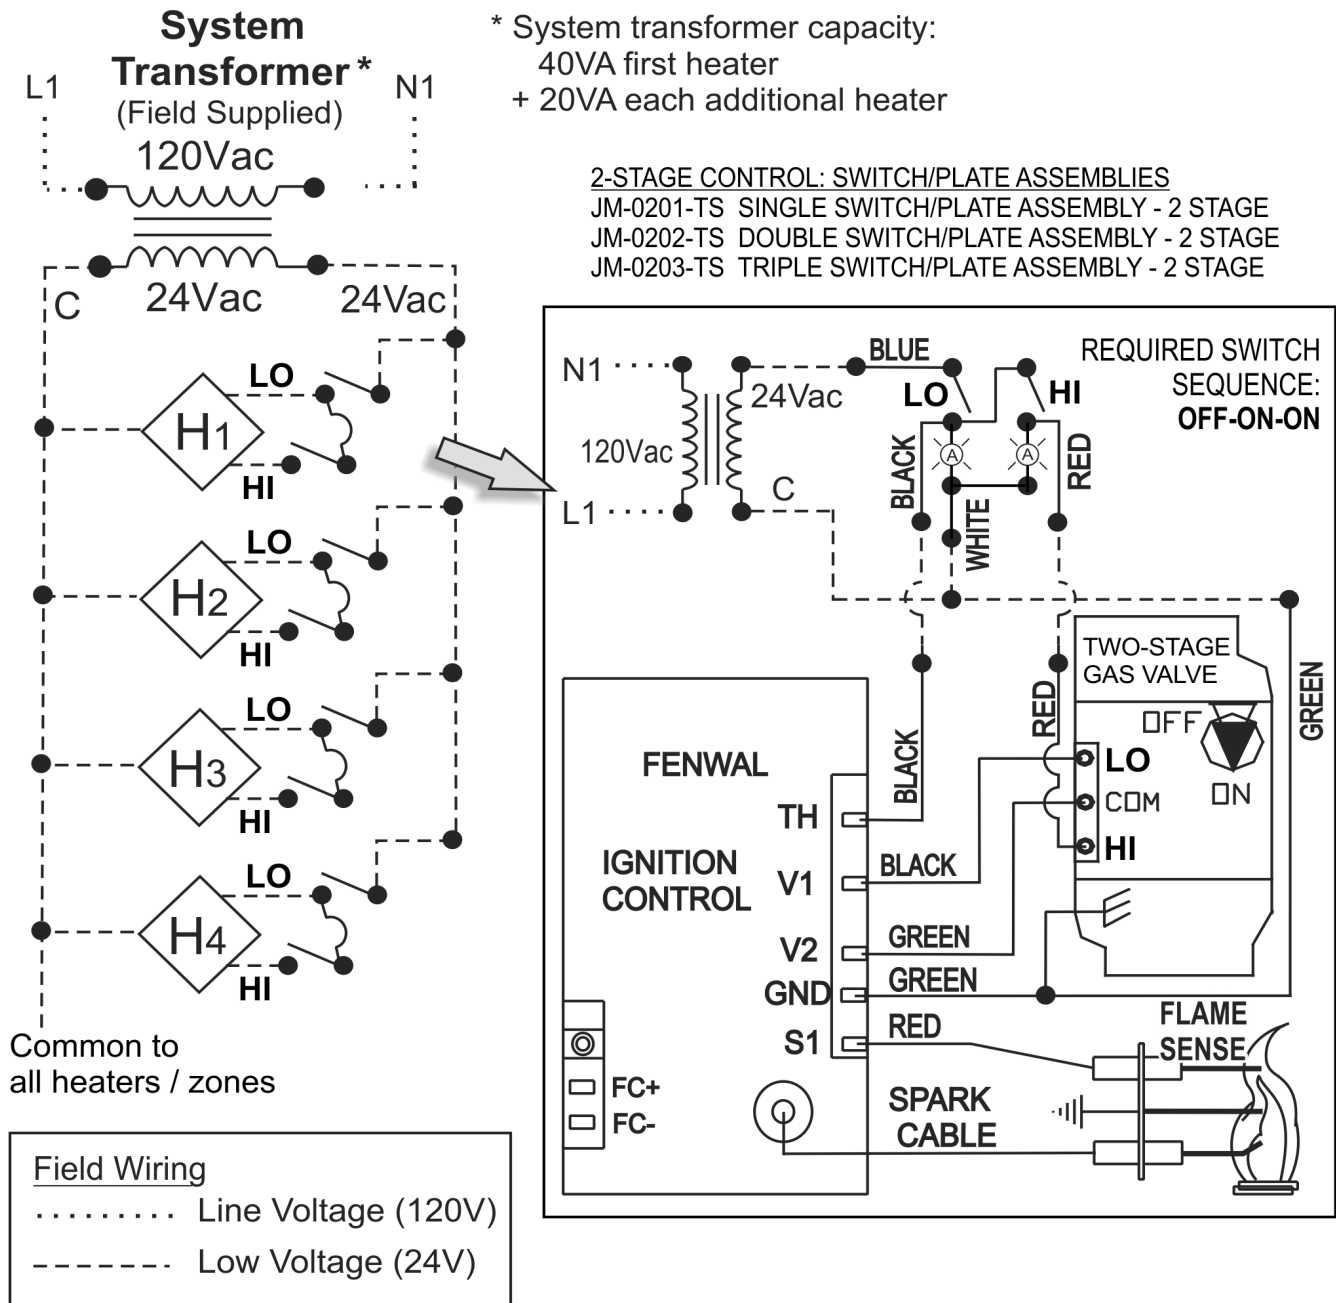 System
Transformer *
(Field Supplied)
L1
N1
120Vac
24Vac
C
24Vac
* System transformer capacity:
40VA first heater
+ 20VA each additional heater
2-STAGE CONTROL: SWITCH/PLATE ASSEMBLIES
JM-0201-TS SINGLE SWITCH/PLATE ASSEMBLY - 2 STAGE
JM-0202-TS DOUBLE SWITCH/PLATE ASSEMBLY - 2 STAGE
JM-0203-TS TRIPLE SWITCH/PLATE ASSEMBLY - 2 STAGE
LO
H1
HI
LO
H2
HI
LO
H3
HI
LO
H4
HI
Common to
all heaters / zones
Field Wiring
Line Voltage (120V)
Low Voltage (24V)
N1
120Vac
L1
24Vac
C
BLUE
LO
HI
REQUIRED SWITCH
SEQUENCE:
OFF-ON-ON
BLACK
A
A
RED
WHITE
TWO-STAGE
GAS VALVE
OFF
ON
LO
COM
HI
GREEN
RED
BLACK
FENWAL
IGNITION
CONTROL
TH
V1
V2
GND
S1
BLACK
GREEN
GREEN
RED
FC+
FC-
SPARK
CABLE
FLAME
SENSE